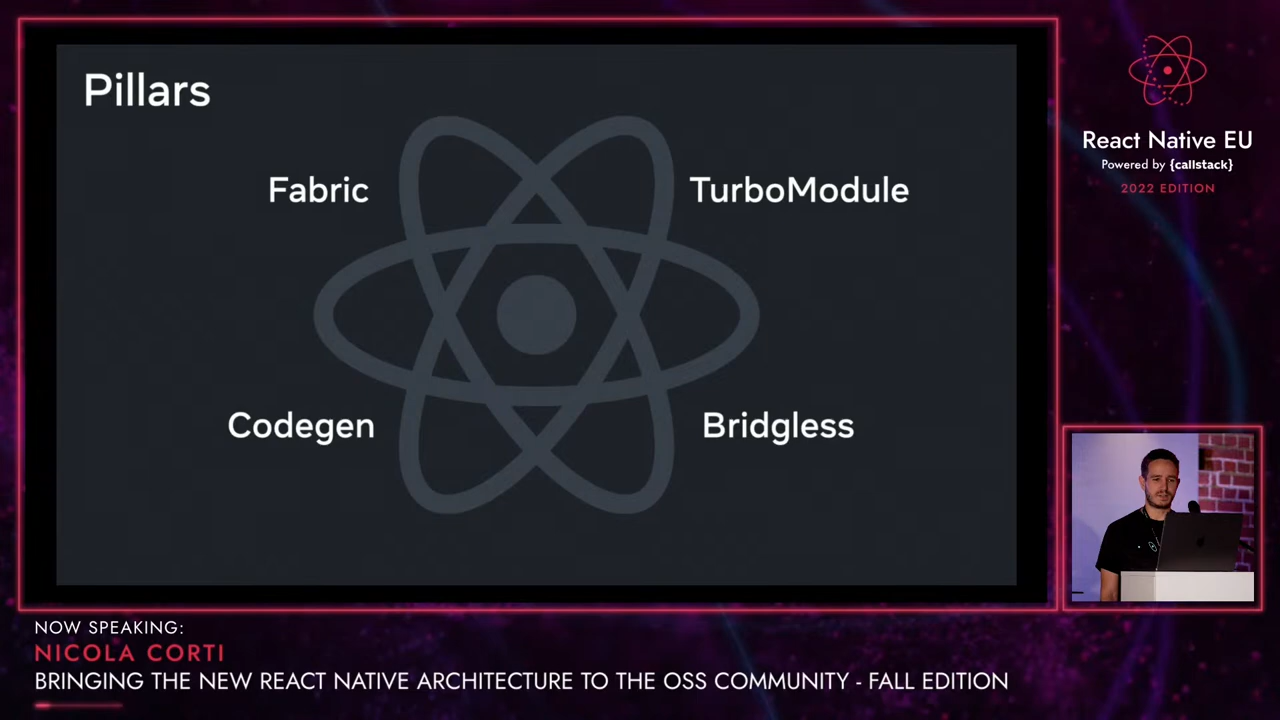 Pillars
Fabric
TurboModule
Codegen
Bridgless
React Native EU
Powered by {callstack}
2022 EDITION
NOW SPEAKING:
NICOLA CORTI
BRINGING THE NEW REACT NATIVE ARCHITECTURE TO THE OSS COMMUNITY - FALL EDITION